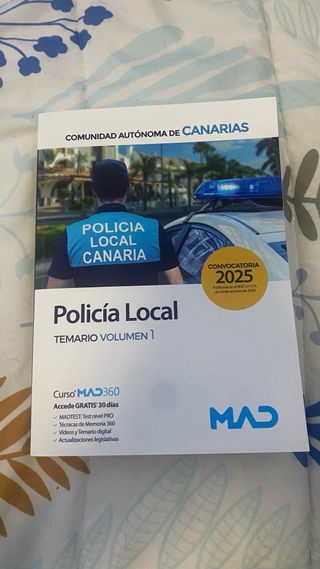 COMUNIDAD AUTÓNOMA DE CANARIAS
POLICIA
LOCAL
CANARIA
CONVOCATORIA
2025
Policía Local
TEMARIO VOLUMEN 1
Curso MAD360
Accede GRATIS 30 días
✓ MADTEST: Test nivel PRO
✓ Técnicas de Memoria 360
✓ Vídeos y Temario digital
✓ Actualizaciones legislativas
MAD